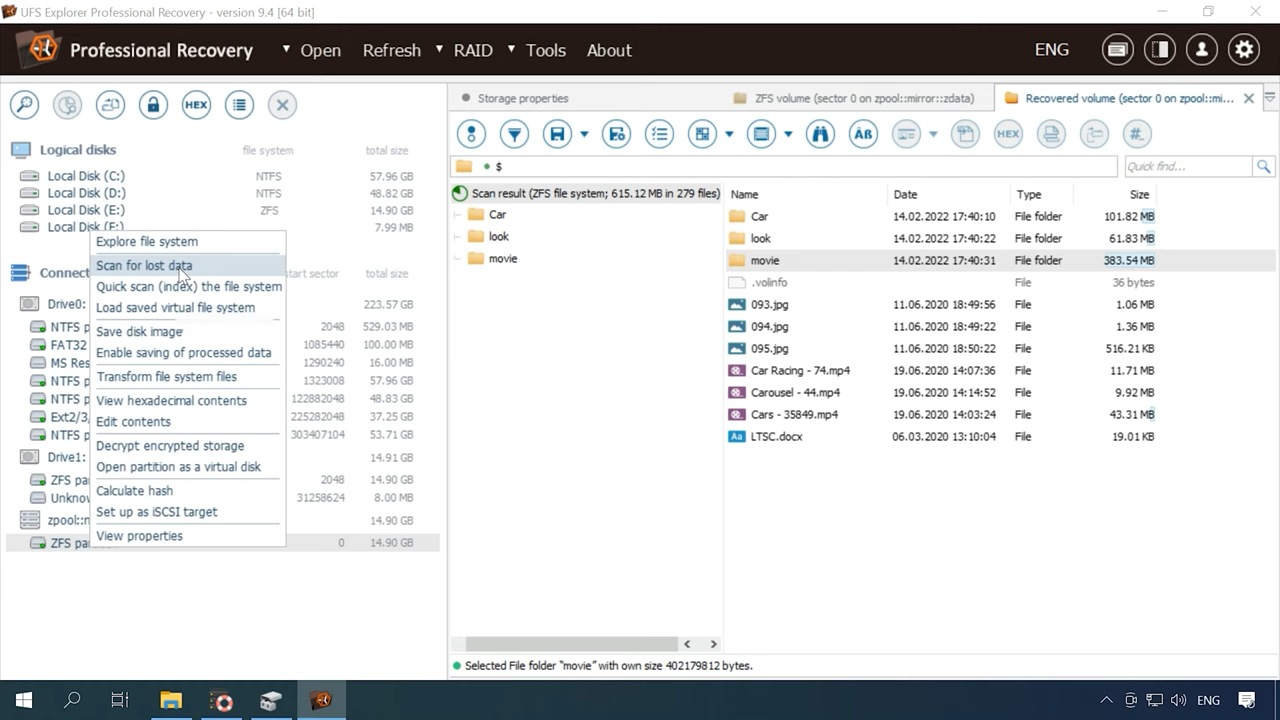 UFS Explorer Professional Recovery - version 9.4 [64 bit]
Professional Recovery Open Refresh RAID Tools About ENG
HEX
Storage properties ZFS volume (sector 0 on zpool::mirror::zdata) Recovered volume (sector 0 on zpool::mi...
Logical disks file system total size
Local Disk (C:) NTFS 57.96 GB
Local Disk (D:) NTFS 48.82 GB
Local Disk (E:) ZFS 14.90 GB
Local Disk (F:) 7.99 MB
Explore file system
Scan for lost data
Quick scan (index) the file system
Load saved virtual file system
Save disk image
Enable saving of processed data
Transform file system files
View hexadecimal contents
Edit contents
Decrypt encrypted storage
Open partition as a virtual disk
Calculate hash
Set up as iSCSI target
View properties
start sector total size
Drive0: 223.57 GB
NTFS 2048 529.03 MB
FAT32 1085440 100.00 MB
MS 1290240 16.00 MB
NTFS 1323008 57.96 GB
NTFS 122882048 48.83 GB
Ext2/3, 225282048 37.25 GB
NTFS 303407104 53.71 GB
Drive1: 14.91 GB
ZFS 2048 14.90 GB
31258624 8.00 MB
14.90 GB
ZFS 0 14.90 GB
AB HEX #_
$ Quick find...
Scan result (ZFS file system; 615.12 MB in 279 files)
Car
look
movie
Name Date Type Size
Car 14.02.2022 17:40:10 File folder 101.82 MB
look 14.02.2022 17:40:22 File folder 61.83 MB
movie 14.02.2022 17:40:31 File folder 383.54 MB
.volinfo File 36 bytes
093.jpg 11.06.2020 18:49:56 File 1.06 MB
094.jpg 11.06.2020 18:49:22 File 1.36 MB
095.jpg 11.06.2020 18:50:22 File 516.21 KB
Car Racing - 74.mp4 19.06.2020 14:07:36 File 11.71 MB
Carousel - 44.mp4 19.06.2020 14:14:52 File 9.92 MB
Cars - 35849.mp4 19.06.2020 14:03:24 File 43.31 MB
Aa LTSC.docx 06.03.2020 13:10:04 File 19.01 KB
Selected File folder "movie" with own size 402179812 bytes.
ENG